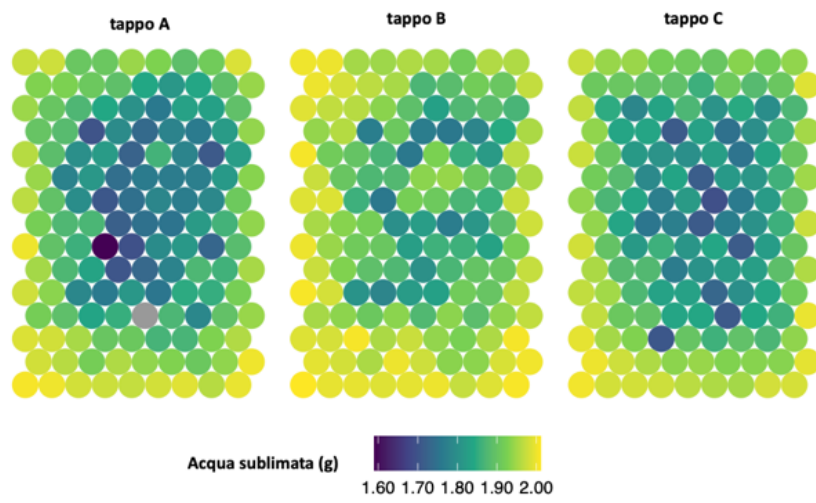 tappo A
tappo B
tappo C
Acqua sublimata (g)
1.60 1.70 1.80 1.90 2.00